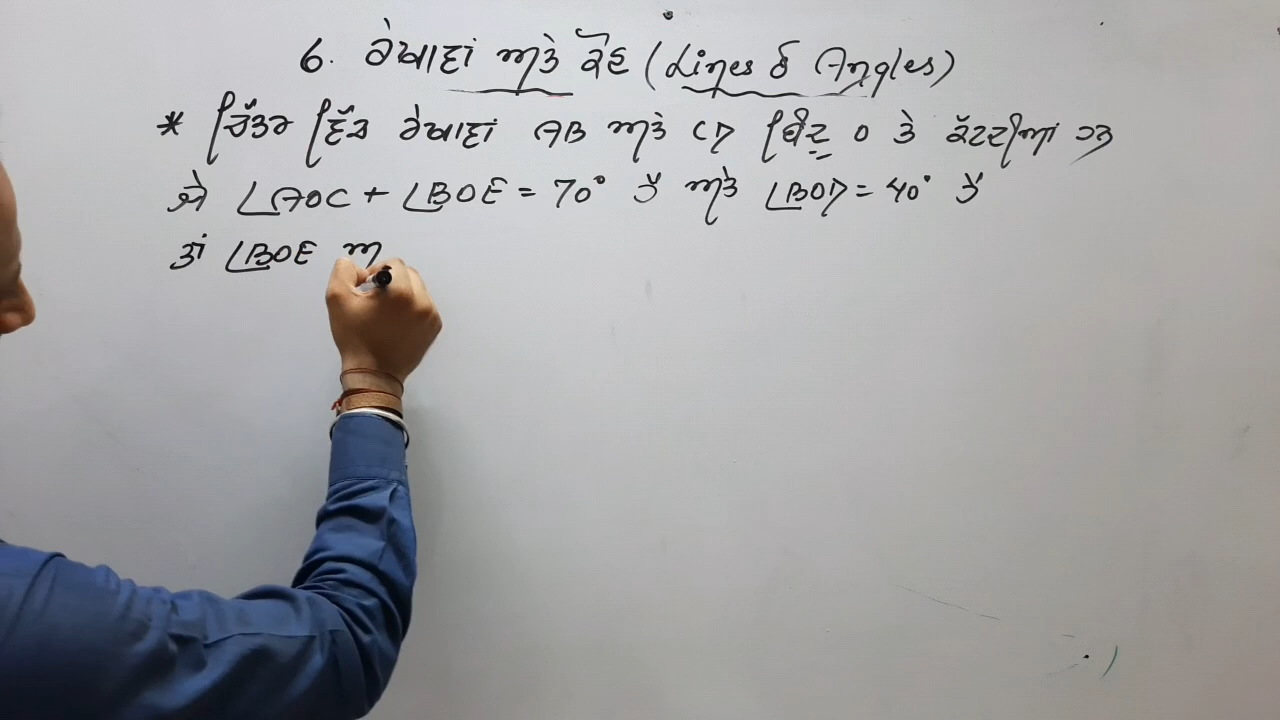 6. ਰੇਖਾਵਾਂ ਅਤੇ ਕੋਣ (Lines & Angles)
* ਚਿੱਤਰ ਵਿੱਚ ਰੇਖਾਵਾਂ AB ਅਤੇ CD ਬਿੰਦੂ O ਤੇ ਕੱਟਦੀਆਂ ਹਨ
ਜੇ ∠AOC + ∠BOE = 70° ਹੈ ਅਤੇ ∠BOD = 40° ਹੈ
ਤਾਂ ∠BOE ਅ